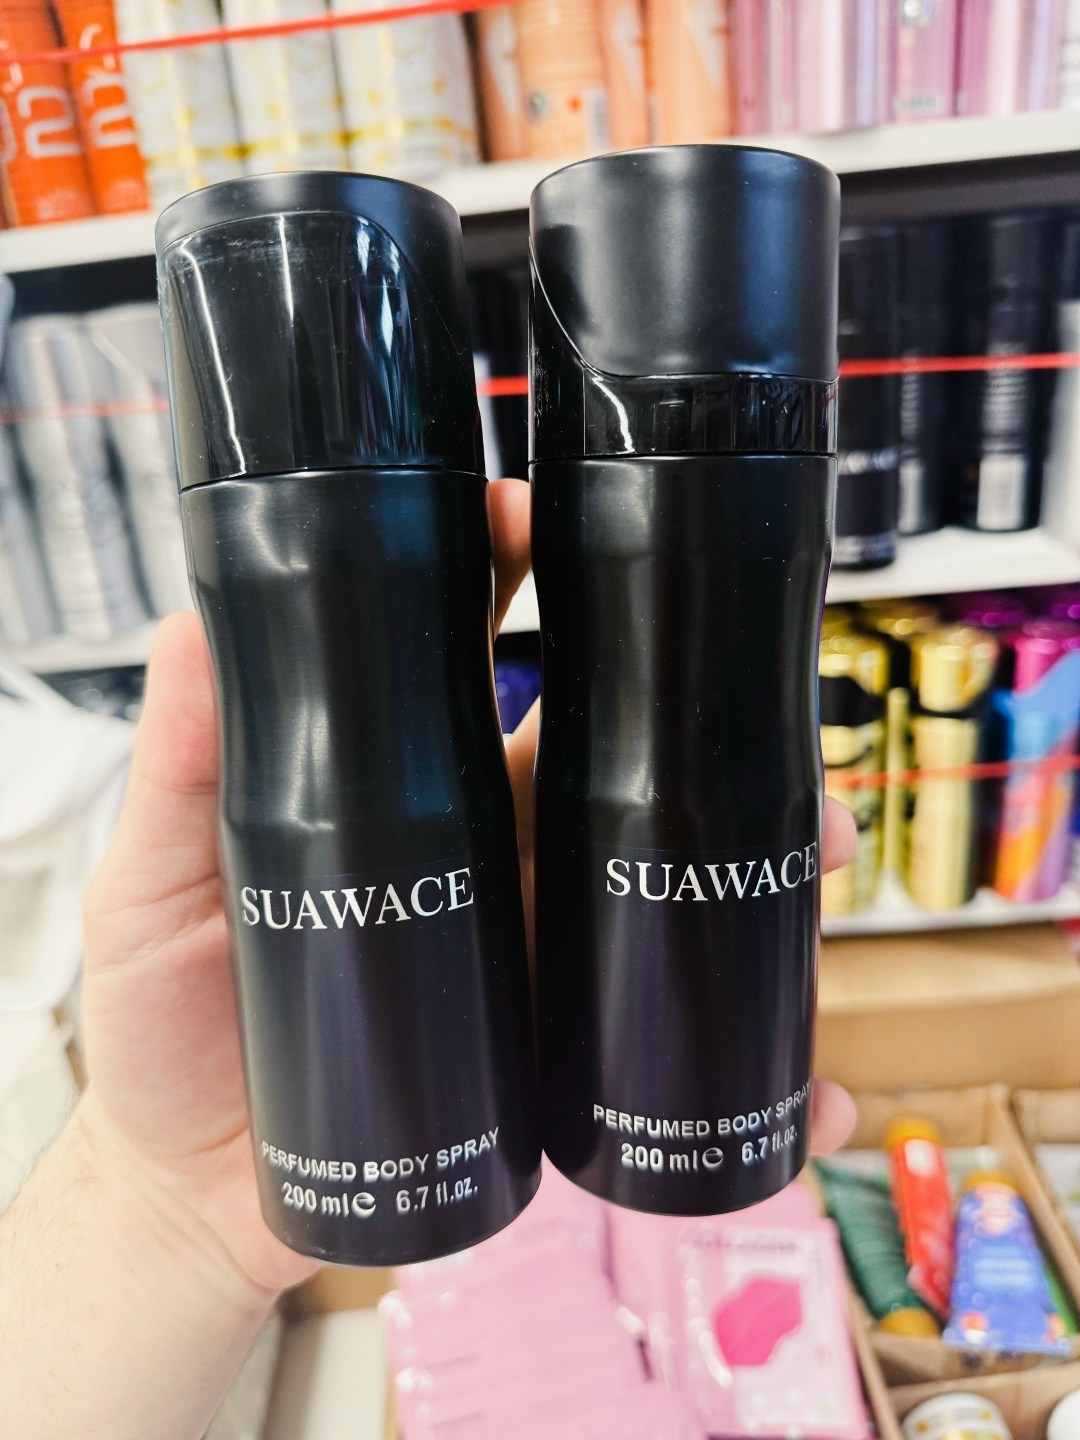 SUAWACE
PERFUMED BODY SPRAY
200 ml e 6.7 fl.oz.
SUAWACE
PERFUMED BODY SPRAY
200 ml e 6.7 fl.oz.